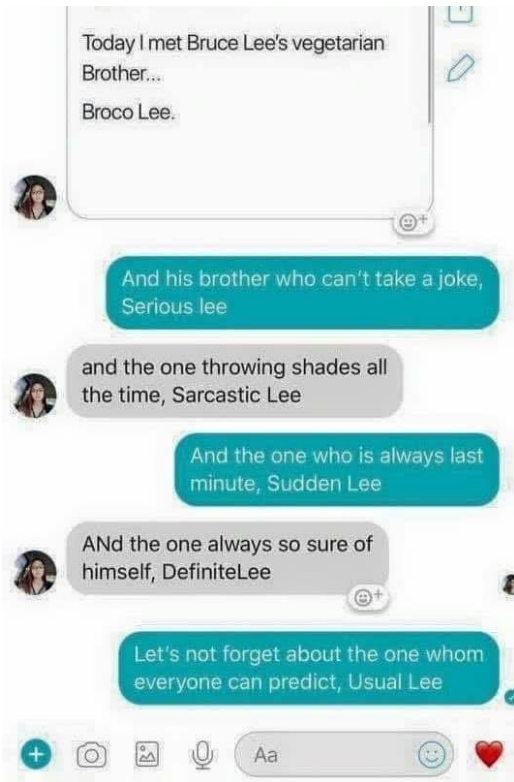 Today I met Bruce Lee's vegetarian
Brother...
Broco Lee.
And his brother who can't take a joke,
Serious lee
and the one throwing shades all
the time, Sarcastic Lee
And the one who is always last
minute, Sudden Lee
ANd the one always so sure of
himself, DefiniteLee
Let's not forget about the one whom
everyone can predict, Usual Lee
Aa